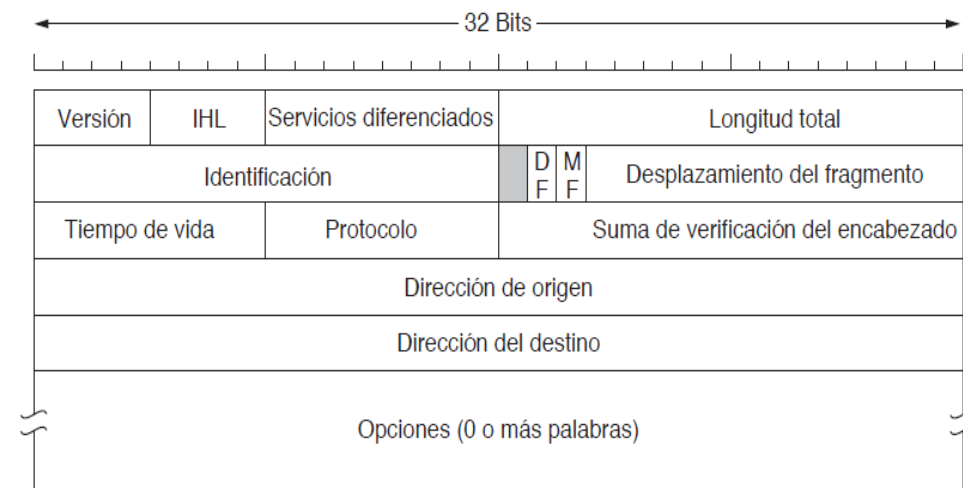 32 Bits
Versión IHL Servicios diferenciados Longitud total
Identificación D F M F Desplazamiento del fragmento
Tiempo de vida Protocolo Suma de verificación del encabezado
Dirección de origen
Dirección del destino
Opciones (0 o más palabras)